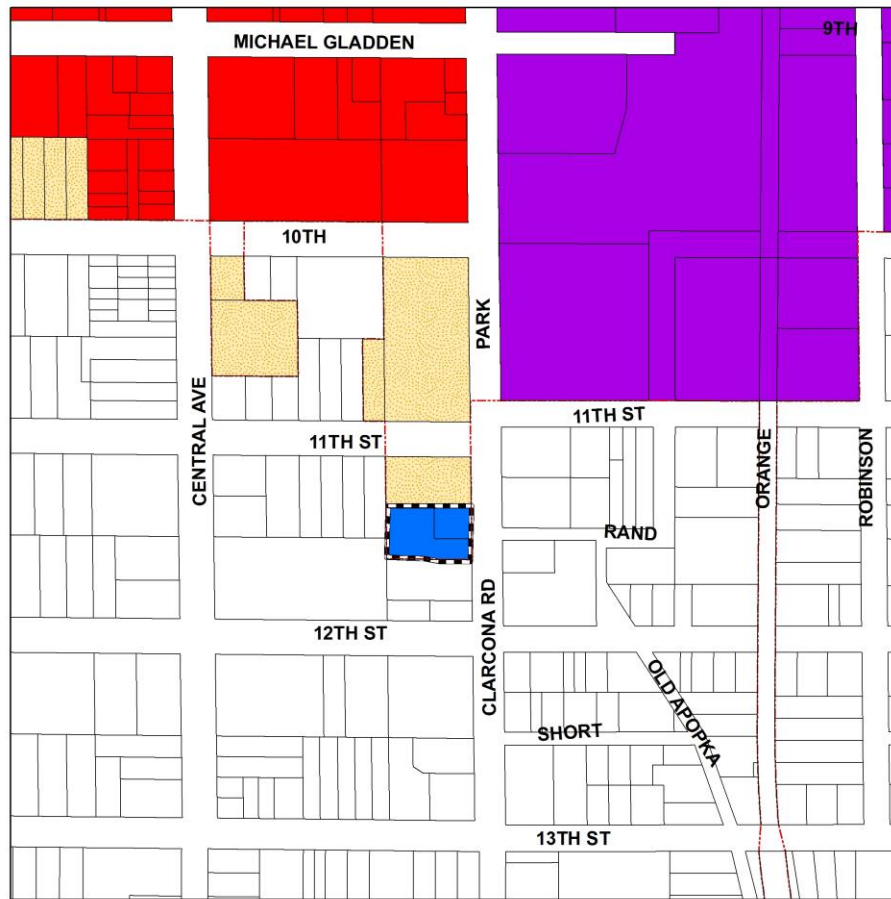 9TH
MICHAEL GLADDEN
10TH
PARK
11TH ST
11TH ST
CENTRAL AVE
ORANGE
ROBINSON
RAND
CLARCONA RD
12TH ST
OLD APOPKA
SHORT
13TH ST